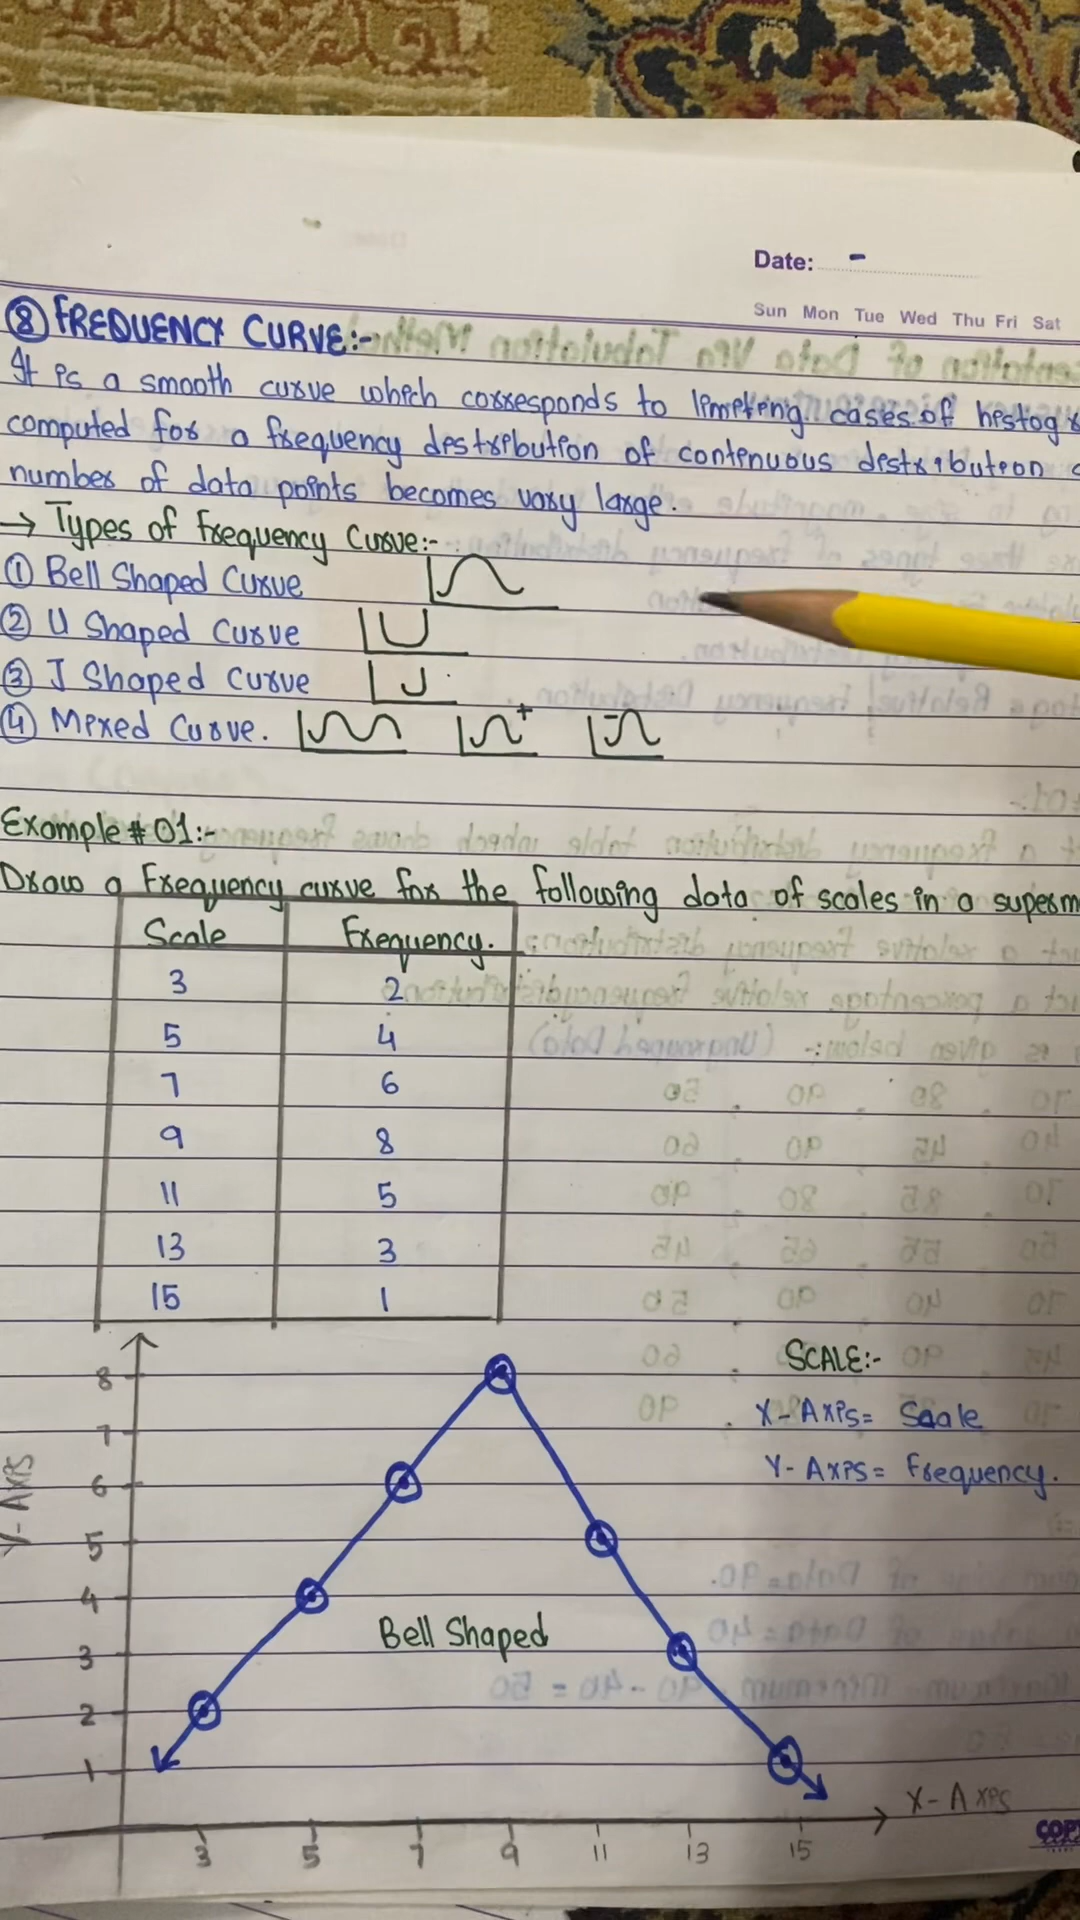 Date: -
Sun Mon Tue Wed Thu Fri Sat
⑧ FREQUENCY CURVE:-
It is a smooth curve which corresponds to limiting cases of histogr
computed for a frequency distribution of continuous distribution
number of data points becomes vary large.
→ Types of Frequency Curve:-
① Bell Shaped Curve
② U Shaped Curve
③ J Shaped Curve
④ Mixed Curve. + -
Example # 01:-
Draw a Frequency curve for the following data of scales in a superm
Scale Frequency.
3 2
5 4
7 6
9 8
11 5
13 3
15 1
SCALE:-
X-AXIS= Scale
Y-AXIS= Frequency.
Y-AXIS
8
7
6
5
4
3
2
1
Bell Shaped
X-AXIS
3 5 7 9 11 13 15
COP